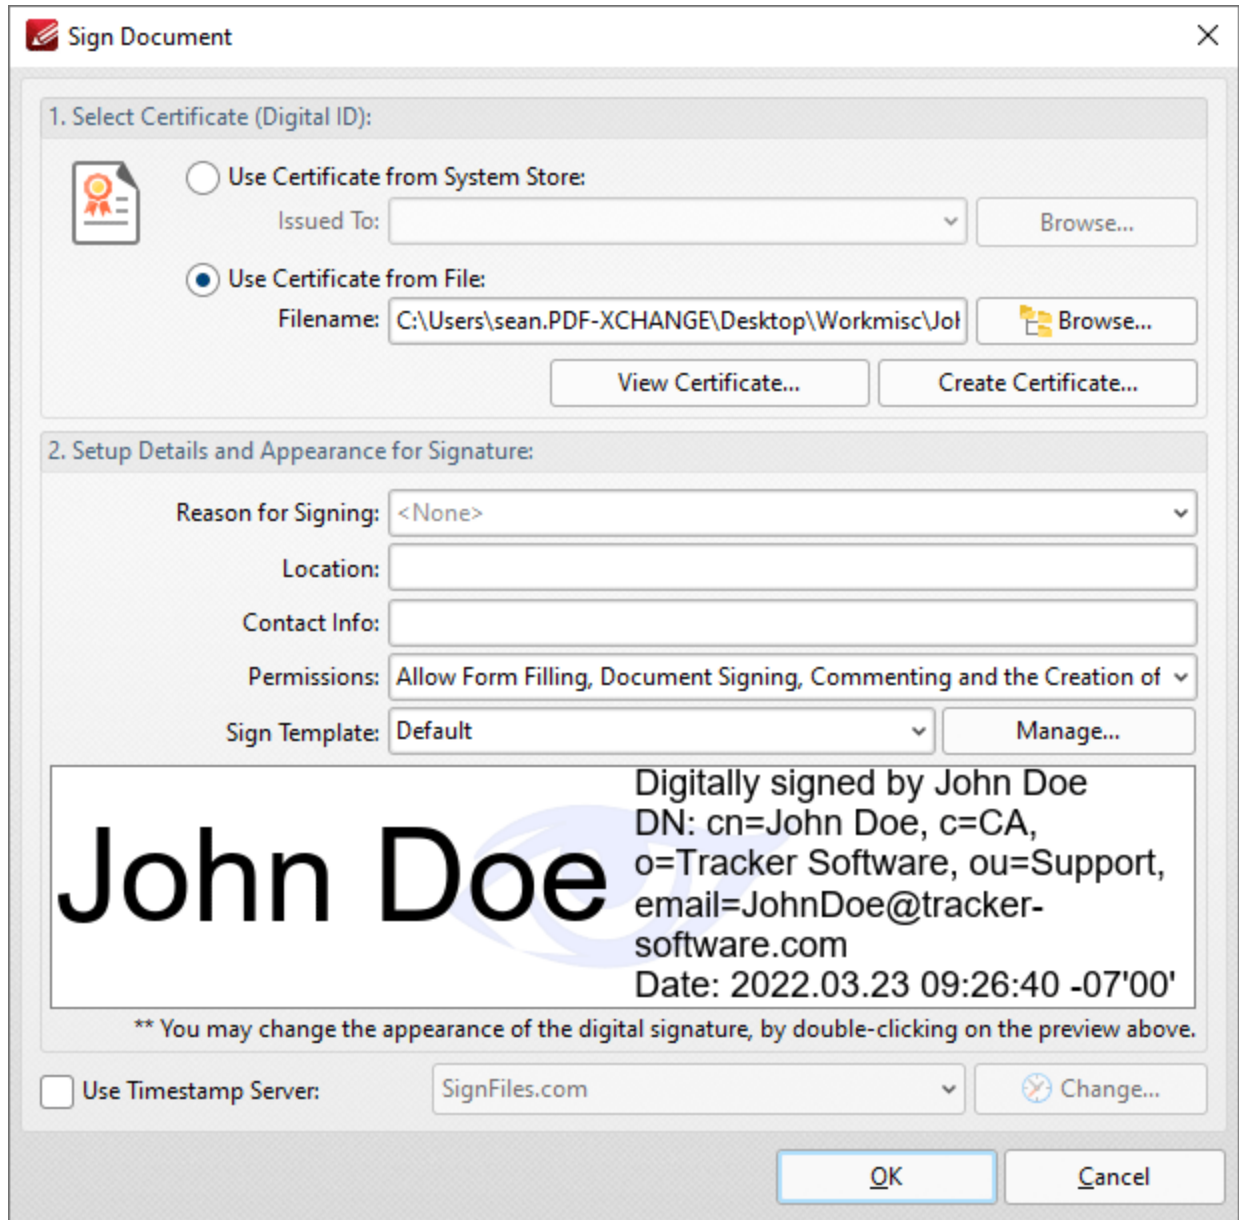 Sign Document
1. Select Certificate (Digital ID):
Use Certificate from System Store:
Issued To:
Browse...
Use Certificate from File:
Filename: C:\Users\sean.PDF-XCHANGE\Desktop\Workmisc\Joh
Browse...
View Certificate...
Create Certificate...
2. Setup Details and Appearance for Signature:
Reason for Signing: <None>
Location:
Contact Info:
Permissions: Allow Form Filling, Document Signing, Commenting and the Creation of
Sign Template: Default
Manage...
John Doe
Digitally signed by John Doe
DN: cn=John Doe, c=CA,
o=Tracker Software, ou=Support,
email=JohnDoe@tracker-
software.com
Date: 2022.03.23 09:26:40 -07'00'
** You may change the appearance of the digital signature, by double-clicking on the preview above.
Use Timestamp Server: SignFiles.com
Change...
OK
Cancel